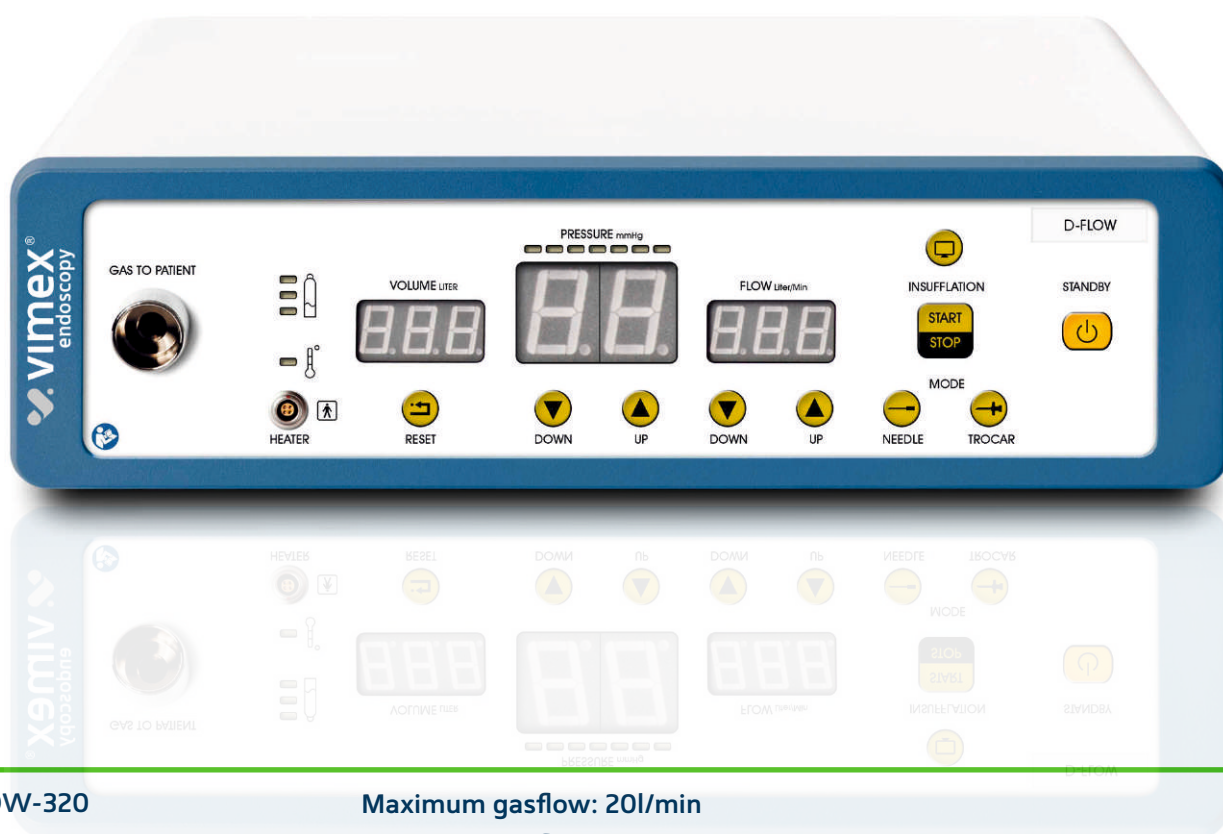 vimex®
endoscopy
D-FLOW
GAS TO PATIENT
PRESSURE mmHg
VOLUME LITER
FLOW Liter/Min
INSUFFLATION
STANDBY
START
STOP
MODE
HEATER
RESET
DOWN
UP
DOWN
UP
NEEDLE
TROCAR
W-320
Maximum gasflow: 20l/min